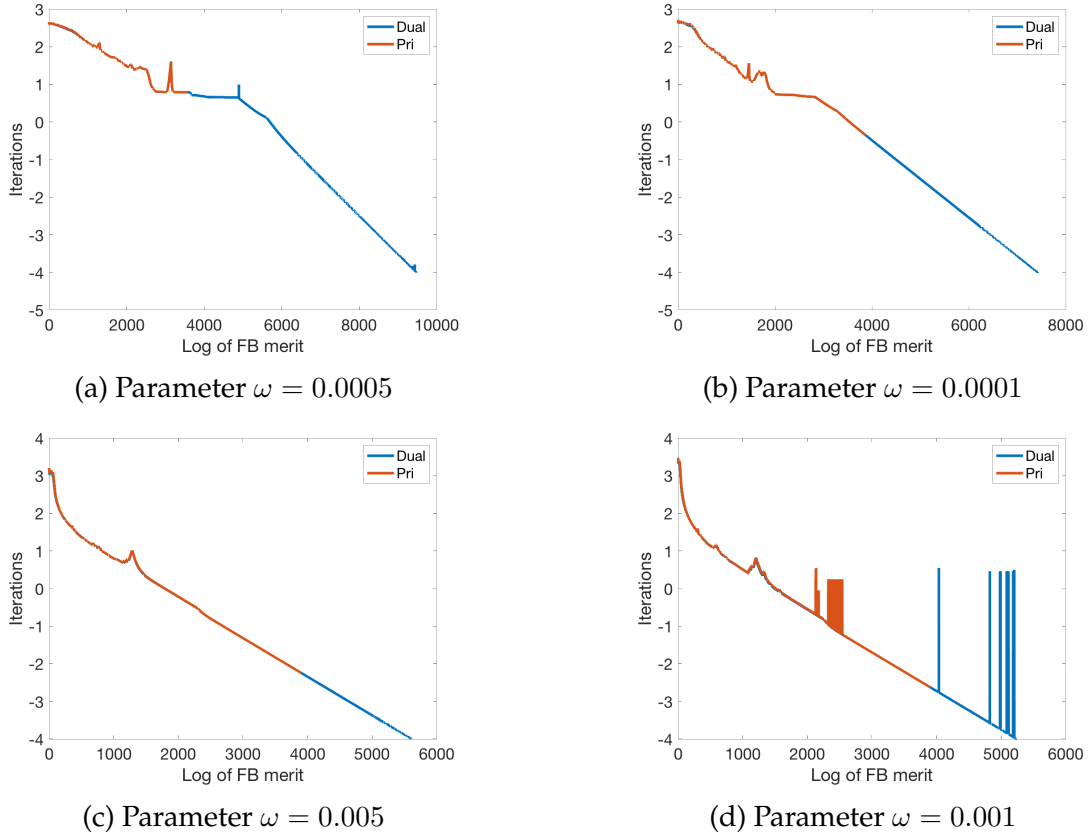 3
2
1
0
-1
-2
-3
-4
-5
Iterations
0 2000 4000 6000 8000 10000
Log of FB merit
Dual
Pri
(a) Parameter ω = 0.0005
3
2
1
0
-1
-2
-3
-4
-5
Iterations
0 2000 4000 6000 8000
Log of FB merit
Dual
Pri
(b) Parameter ω = 0.0001
4
3
2
1
0
-1
-2
-3
-4
Iterations
0 1000 2000 3000 4000 5000 6000
Log of FB merit
Dual
Pri
(c) Parameter ω = 0.005
4
3
2
1
0
-1
-2
-3
-4
Iterations
0 1000 2000 3000 4000 5000 6000
Log of FB merit
Dual
Pri
(d) Parameter ω = 0.001